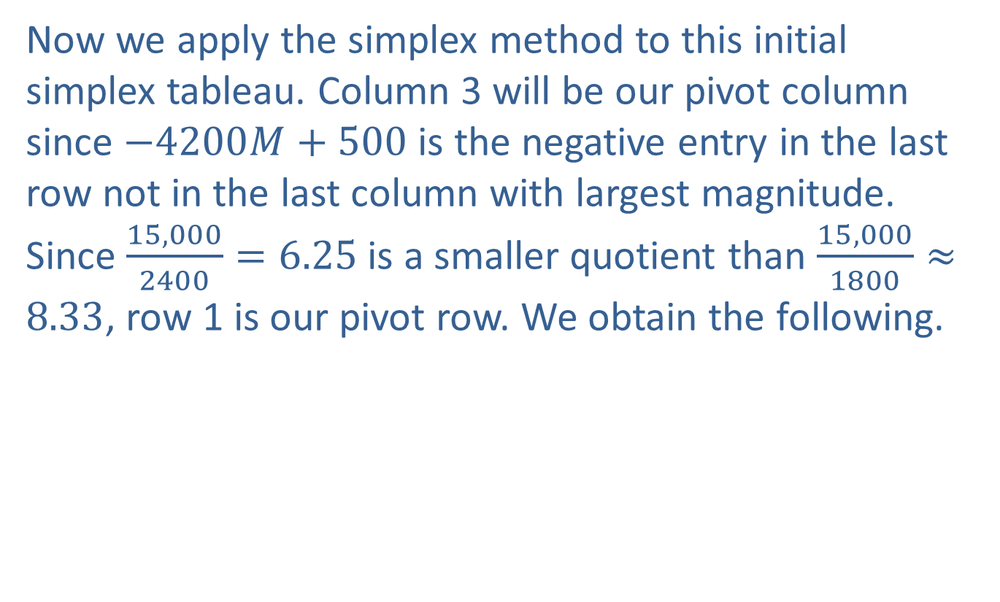 Now we apply the simplex method to this initial
simplex tableau. Column 3 will be our pivot column
since −4200M + 500 is the negative entry in the last
row not in the last column with largest magnitude.
Since 15,000/2400 = 6.25 is a smaller quotient than 15,000/1800 ≈
8.33, row 1 is our pivot row. We obtain the following.